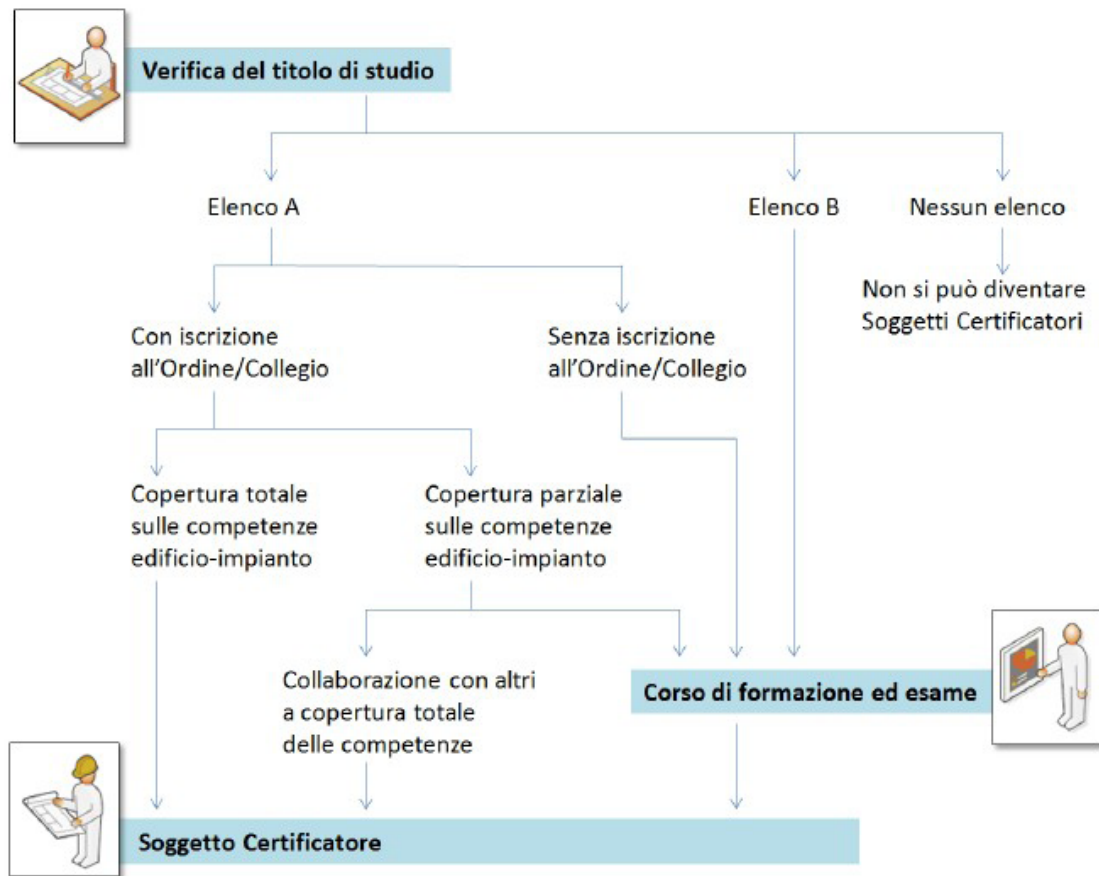 Verifica del titolo di studio
Elenco A
Elenco B
Nessun elenco
Non si può diventare
Soggetti Certificatori
Con iscrizione
all'Ordine/Collegio
Senza iscrizione
all'Ordine/Collegio
Copertura totale
sulle competenze
edificio-impianto
Copertura parziale
sulle competenze
edificio-impianto
Collaborazione con altri
a copertura totale
delle competenze
Corso di formazione ed esame
Soggetto Certificatore